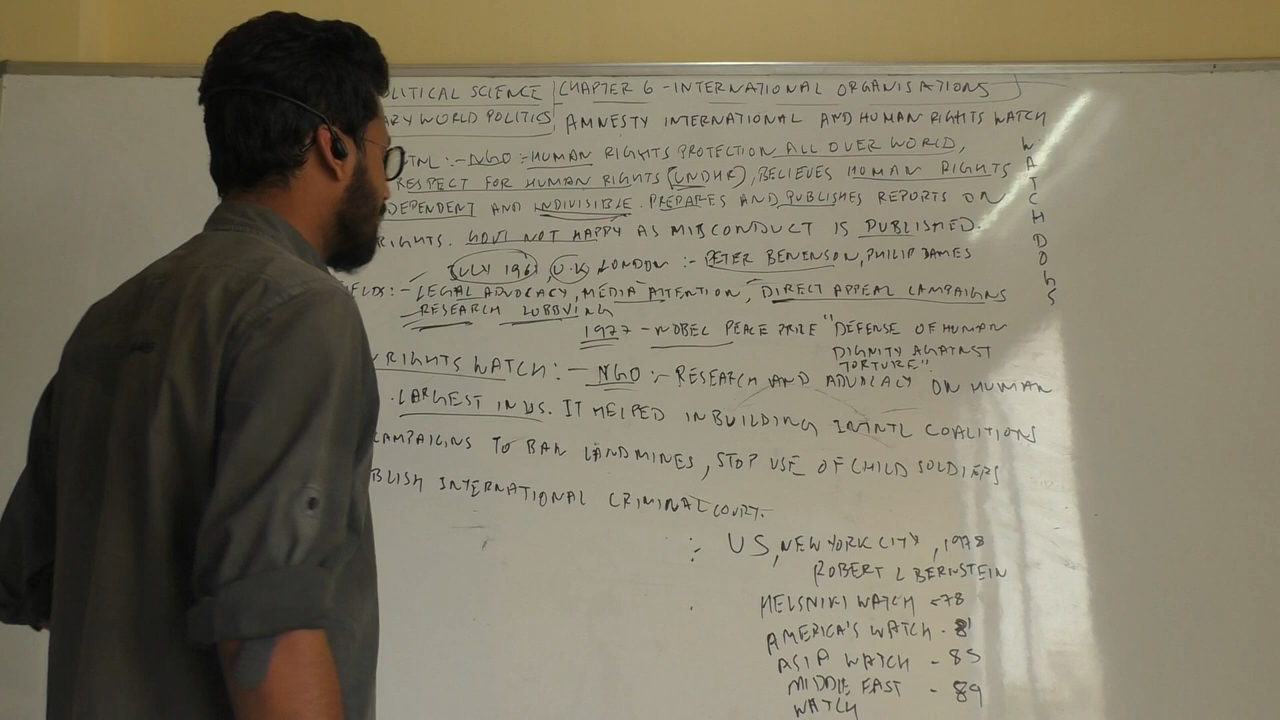 LITICAL SCIENCE
ARY WORLD POLITICS
CHAPTER 6 - INTERNATIONAL ORGANISATIONS
AMNESTY INTERNATIONAL AND HUMAN RIGHTS WATCH
TNL :- NGO :- HUMAN RIGHTS PROTECTION ALL OVER WORLD,
RESPECT FOR HUMAN RIGHTS (UNDHR), BELIEVES HUMAN RIGHTS
DEPENDENT AND INDIVISIBLE. PREPARES AND PUBLISHES REPORTS ON
RIGHTS. GOVT NOT HAPPY AS MISCONDUCT IS PUBLISHED.
JULY 1961, U.K, LONDON :- PETER BENENSON, PHILIP JAMES
FLDS :- LEGAL ADVOCACY, MEDIA ATTENTION, DIRECT APPEAL CAMPAIGNS
RESEARCH LOBBYING
1977 - NOBEL PEACE PRIZE "DEFENSE OF HUMAN
DIGNITY AGAINST
TORTURE".
RIGHTS WATCH :- NGO :- RESEARCH AND ADVOCACY ON HUMAN
. LARGEST IN US. IT HELPED IN BUILDING INTNTL COALITIONS
CAMPAIGNS TO BAN LANDMINES, STOP USE OF CHILD SOLDIERS
BLISH INTERNATIONAL CRIMINAL COURT.
: US, NEW YORK CITY, 1978
ROBERT L BERNSTEIN
HELSNIKI WATCH - 78
AMERICA'S WATCH - 81
ASIA WATCH - 85
MIDDLE EAST - 89
WATCH
WATCHDOGS